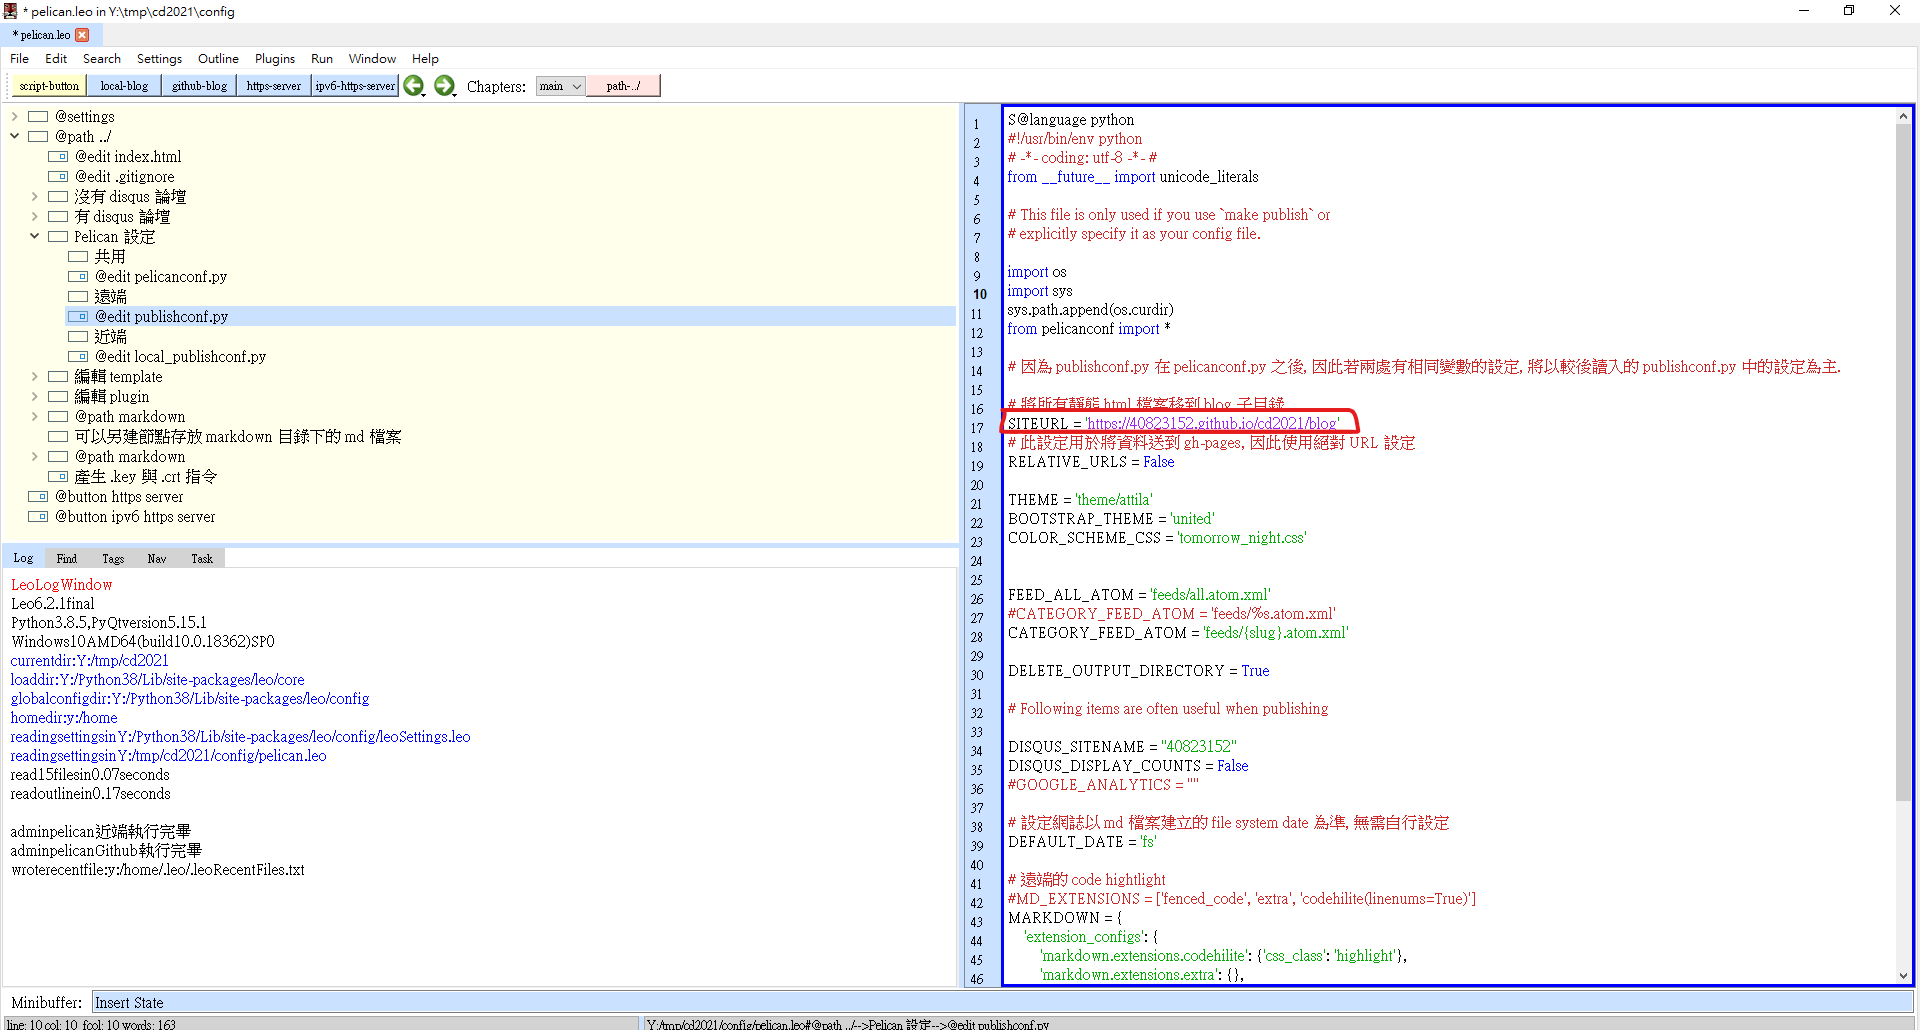 * pelican.leo in Y:\tmp\cd2021\config
* pelican.leo
File Edit Search Settings Outline Plugins Run Window Help
script-button local-blog github-blog https-server ipv6-https-server Chapters: main path-../
@settings
@path ../
@edit index.html
@edit .gitignore
沒有 disqus 論壇
有 disqus 論壇
Pelican 設定
共用
@edit pelicanconf.py
遠端
@edit publishconf.py
近端
@edit local_publishconf.py
編輯 template
編輯 plugin
@path markdown
可以另建節點存放 markdown 目錄下的 md 檔案
@path markdown
產生 .key 與 .crt 指令
@button https server
@button ipv6 https server
Log Find Tags Nav Task
LeoLogWindow
Leo6.2.1final
Python3.8.5,PyQtversion5.15.1
Windows10AMD64(build10.0.18362)SP0
currentdir:Y:/tmp/cd2021
loaddir:Y:/Python38/Lib/site-packages/leo/core
globalconfigdir:Y:/Python38/Lib/site-packages/leo/config
homedir:y:/home
readingsettingsinY:/Python38/Lib/site-packages/leo/config/leoSettings.leo
readingsettingsinY:/tmp/cd2021/config/pelican.leo
read15filesin0.07seconds
readoutlinein0.17seconds
adminpelican近端執行完畢
adminpelicanGithub執行完畢
wroterecentfile:y:/home/.leo/.leoRecentFiles.txt
1 S@language python
2 #!/usr/bin/env python
3 # -*- coding: utf-8 -*- #
4 from __future__ import unicode_literals
5
6 # This file is only used if you use `make publish` or
7 # explicitly specify it as your config file.
8
9 import os
10 import sys
11 sys.path.append(os.curdir)
12 from pelicanconf import *
13
14 # 因為 publishconf.py 在 pelicanconf.py 之後, 因此若兩處有相同變數的設定, 將以較後讀入的 publishconf.py 中的設定為主.
15
16 # 將所有靜態 html 檔案移到 blog 子目錄
17 SITEURL = 'https://40823152.github.io/cd2021/blog'
18 # 此設定用於將資料送到 gh-pages, 因此使用絕對 URL 設定
19 RELATIVE_URLS = False
20
21 THEME = 'theme/attila'
22 BOOTSTRAP_THEME = 'united'
23 COLOR_SCHEME_CSS = 'tomorrow_night.css'
24
25
26 FEED_ALL_ATOM = 'feeds/all.atom.xml'
27 #CATEGORY_FEED_ATOM = 'feeds/%s.atom.xml'
28 CATEGORY_FEED_ATOM = 'feeds/{slug}.atom.xml'
29
30 DELETE_OUTPUT_DIRECTORY = True
31
32 # Following items are often useful when publishing
33
34 DISQUS_SITENAME = "40823152"
35 DISQUS_DISPLAY_COUNTS = False
36 #GOOGLE_ANALYTICS = ""
37
38 # 設定網誌以 md 檔案建立的 file system date 為準, 無需自行設定
39 DEFAULT_DATE = 'fs'
40
41 # 遠端的 code hightlight
42 #MD_EXTENSIONS = ['fenced_code', 'extra', 'codehilite(linenums=True)']
43 MARKDOWN = {
44 'extension_configs': {
45 'markdown.extensions.codehilite': {'css_class': 'highlight'},
46 'markdown.extensions.extra': {},
Minibuffer: Insert State
line: 10 col: 10 fcol: 10 words: 163 Y:/tmp/cd2021/config/pelican.leo#@path ../-->Pelican 設定-->@edit publishconf.py